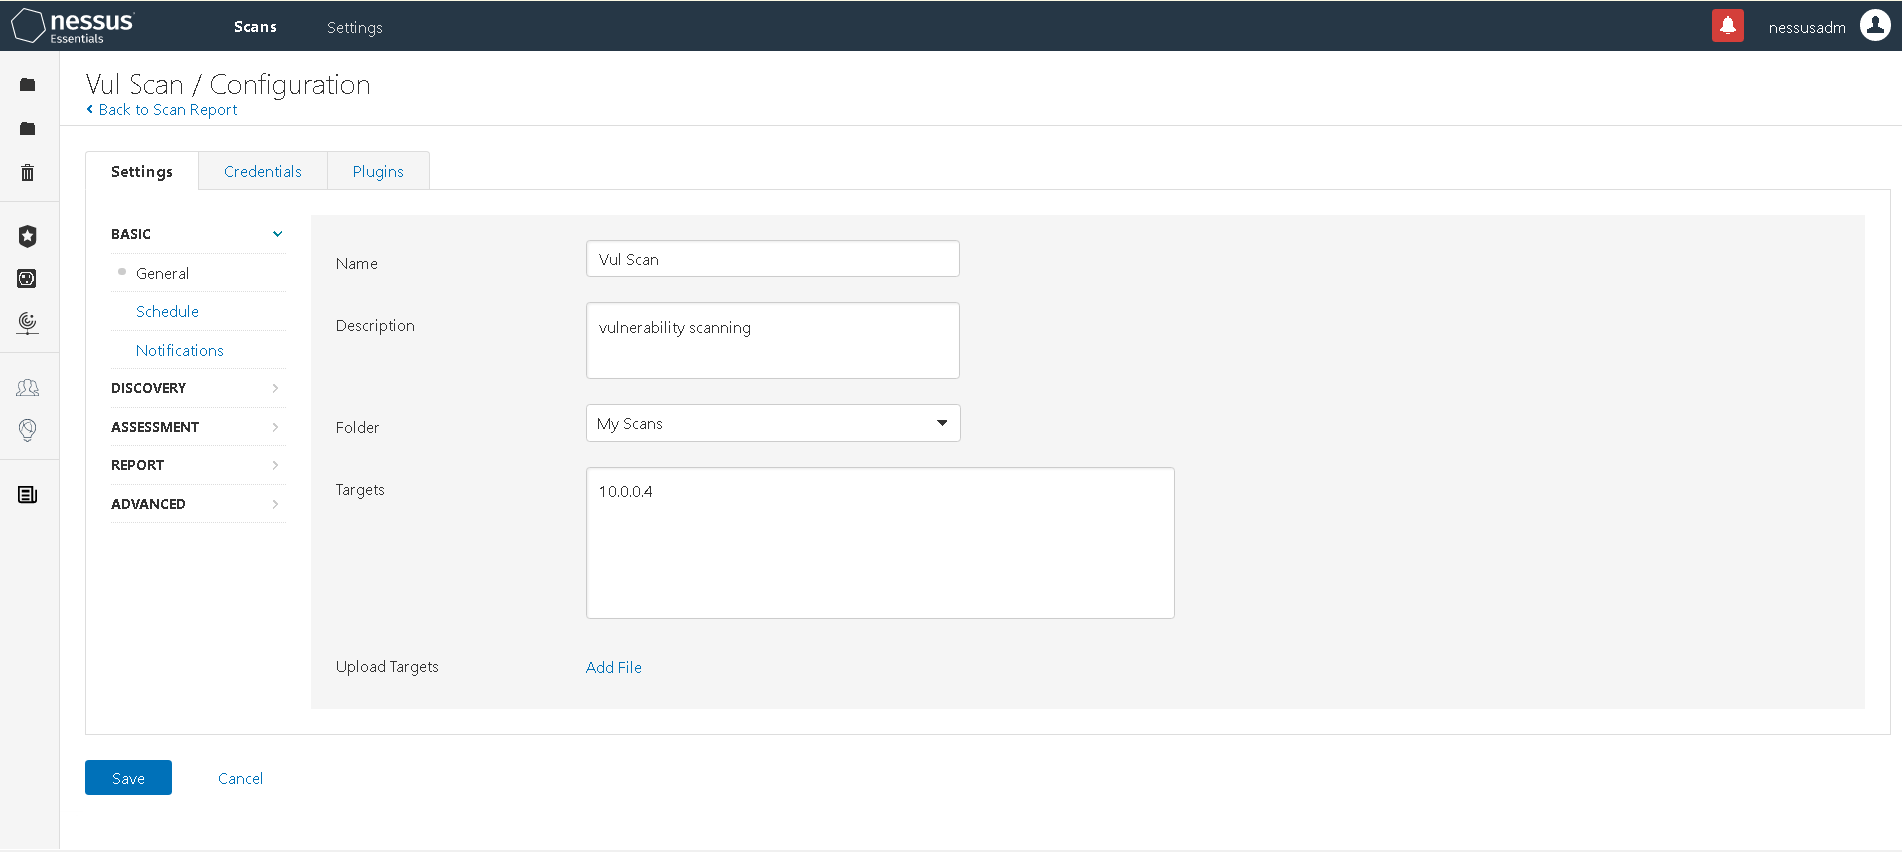 nessus
Essentials
Scans
Settings
nessusadm
Vul Scan / Configuration
Back to Scan Report
Settings
Credentials
Plugins
BASIC
General
Schedule
Notifications
DISCOVERY
ASSESSMENT
REPORT
ADVANCED
Name
Vul Scan
Description
vulnerability scanning
Folder
My Scans
Targets
10.0.0.4
Upload Targets
Add File
Save
Cancel